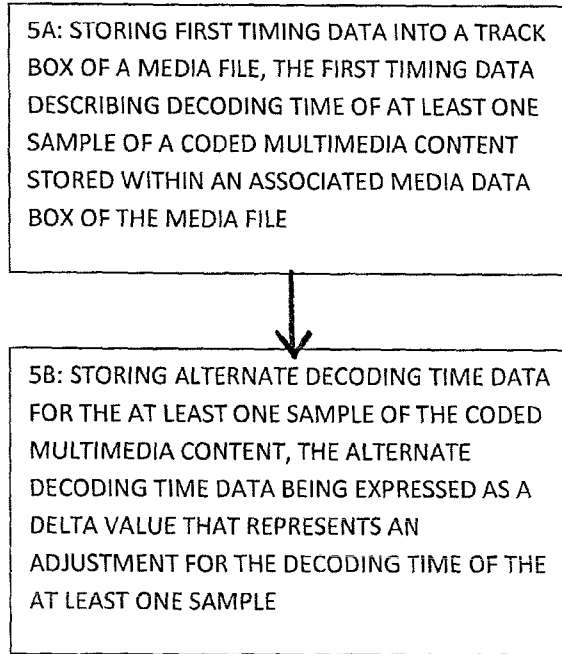 5A: STORING FIRST TIMING DATA INTO A TRACK
BOX OF A MEDIA FILE, THE FIRST TIMING DATA
DESCRIBING DECODING TIME OF AT LEAST ONE
SAMPLE OF A CODED MULTIMEDIA CONTENT
STORED WITHIN AN ASSOCIATED MEDIA DATA
BOX OF THE MEDIA FILE
5B: STORING ALTERNATE DECODING TIME DATA
FOR THE AT LEAST ONE SAMPLE OF THE CODED
MULTIMEDIA CONTENT, THE ALTERNATE
DECODING TIME DATA BEING EXPRESSED AS A
DELTA VALUE THAT REPRESENTS AN
ADJUSTMENT FOR THE DECODING TIME OF THE
AT LEAST ONE SAMPLE